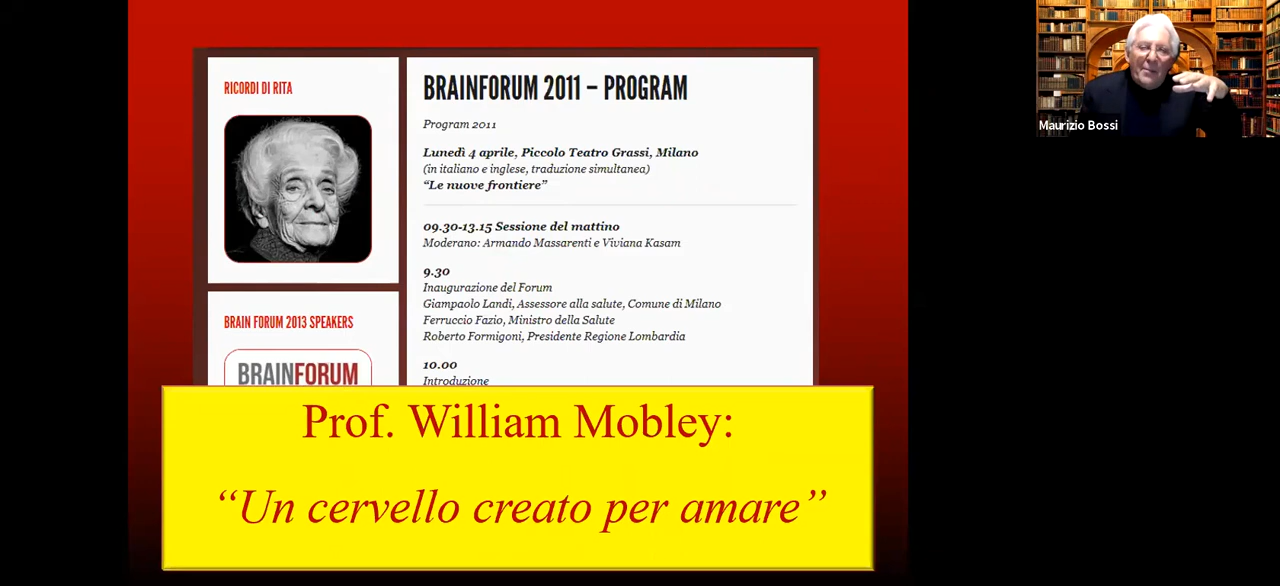 RICORDI DI RITA
BRAIN FORUM 2013 SPEAKERS
BRAINFORUM
BRAINFORUM 2011 – PROGRAM
Program 2011
Lunedì 4 aprile, Piccolo Teatro Grassi, Milano
(in italiano e inglese, traduzione simultanea)
“Le nuove frontiere”
09.30-13.15 Sessione del mattino
Moderano: Armando Massarenti e Viviana Kasam
9.30
Inaugurazione del Forum
Giampaolo Landi, Assessore alla salute, Comune di Milano
Ferruccio Fazio, Ministro della Salute
Roberto Formigoni, Presidente Regione Lombardia
10.00
Introduzione
Prof. William Mobley:
“Un cervello creato per amare”
Maurizio Bossi